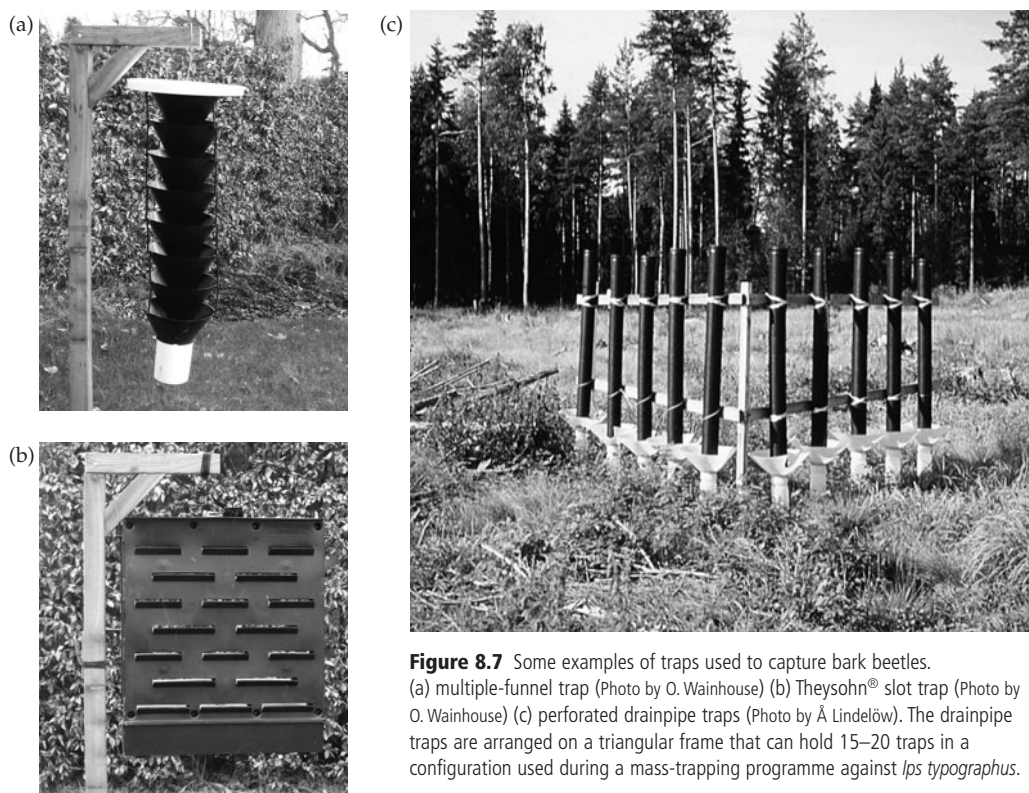 (a)
(b)
(c)
Figure 8.7 Some examples of traps used to capture bark beetles.
(a) multiple-funnel trap (Photo by O. Wainhouse) (b) Theysohn® slot trap (Photo by
O. Wainhouse) (c) perforated drainpipe traps (Photo by Å Lindelöw). The drainpipe
traps are arranged on a triangular frame that can hold 15–20 traps in a
configuration used during a mass-trapping programme against Ips typographus.